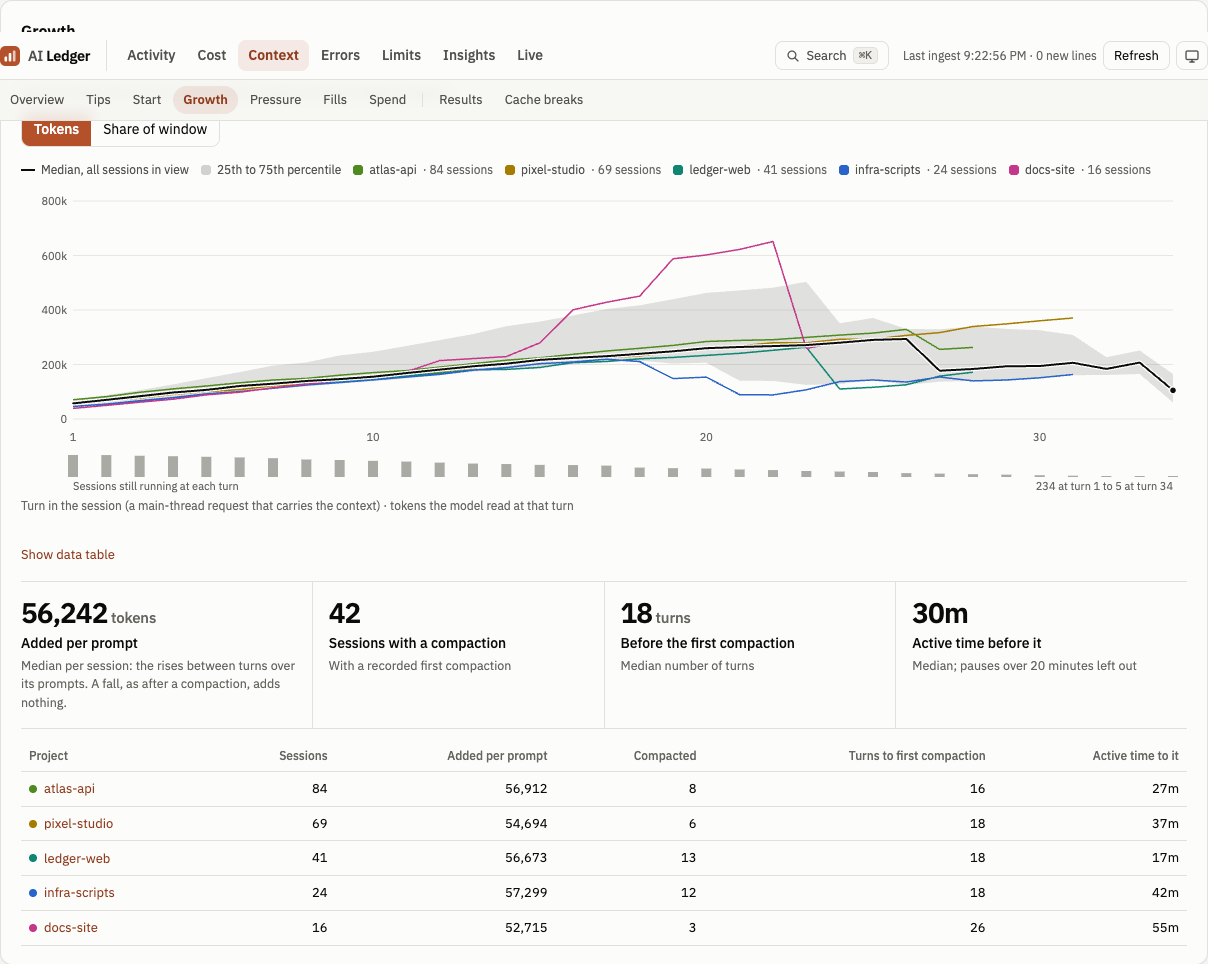 Growth
AI Ledger Activity Cost Context Errors Limits Insights Live Search ⌘K Last ingest 9:22:56 PM · 0 new lines Refresh
Overview Tips Start Growth Pressure Fills Spend Results Cache breaks
Tokens Share of window
Median, all sessions in view 25th to 75th percentile atlas-api · 84 sessions pixel-studio · 69 sessions ledger-web · 41 sessions infra-scripts · 24 sessions docs-site · 16 sessions
800k
600k
400k
200k
0
1 10 20 30
Sessions still running at each turn 234 at turn 1 to 5 at turn 34
Turn in the session (a main-thread request that carries the context) · tokens the model read at that turn
Show data table
56,242 tokens
Added per prompt
Median per session: the rises between turns over
its prompts. A fall, as after a compaction, adds
nothing.
42
Sessions with a compaction
With a recorded first compaction
18 turns
Before the first compaction
Median number of turns
30m
Active time before it
Median; pauses over 20 minutes left out
Project Sessions Added per prompt Compacted Turns to first compaction Active time to it
atlas-api 84 56,912 8 16 27m
pixel-studio 69 54,694 6 18 37m
ledger-web 41 56,673 13 18 17m
infra-scripts 24 57,299 12 18 42m
docs-site 16 52,715 3 26 55m